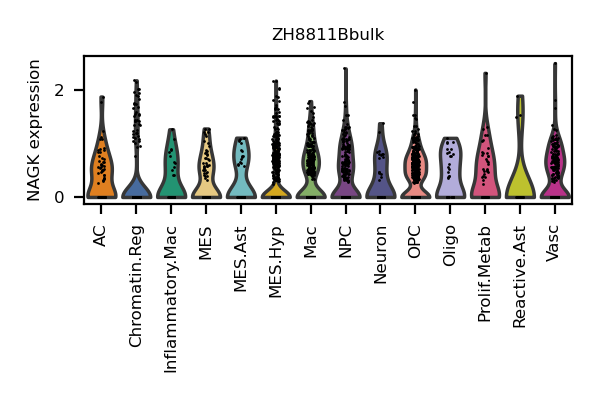 ZH8811Bbulk
NAGK expression
2
0
AC
Chromatin.Reg
Inflammatory.Mac
MES
MES.Ast
MES.Hyp
Mac
NPC
Neuron
OPC
Oligo
Prolif.Metab
Reactive.Ast
Vasc